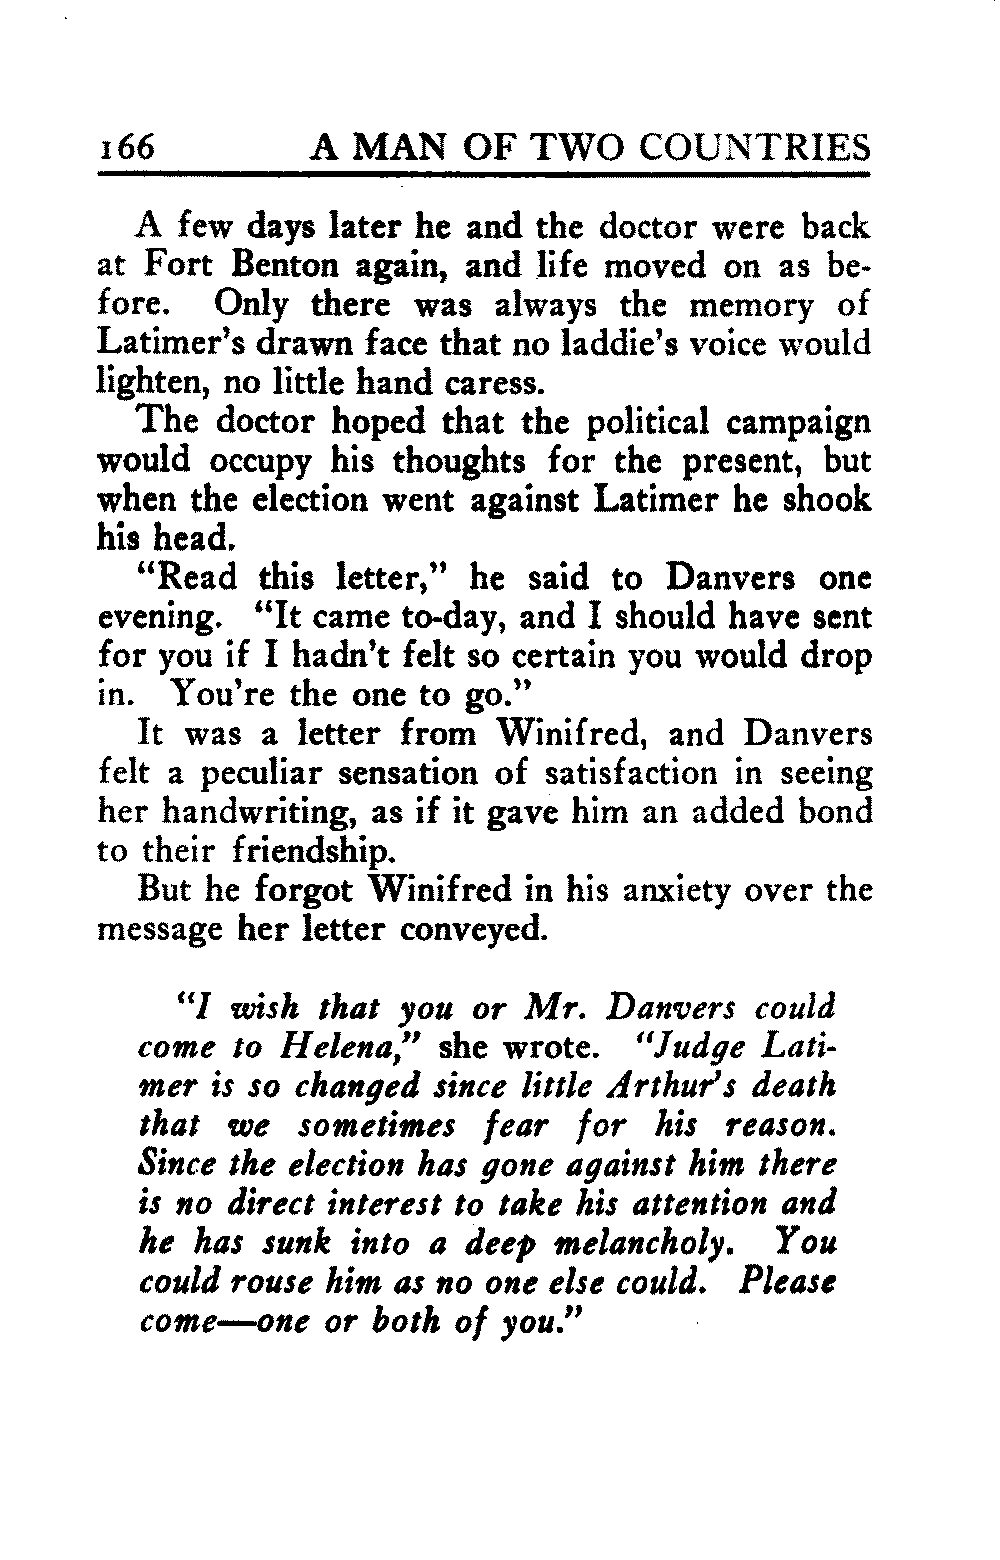 166 A MAN OF TWO COUNTRIES
A few days later he and the doctor were back
at Fort Benton again, and life moved on as be-
fore. Only there was always the memory of
Latimer's drawn face that no laddie's voice would
lighten, no little hand caress.
The doctor hoped that the political campaign
would occupy his thoughts for the present, but
when the election went against Latimer he shook
his head.
"Read this letter," he said to Danvers one
evening. "It came to-day, and I should have sent
for you if I hadn't felt so certain you would drop
in. You're the one to go."
It was a letter from Winifred, and Danvers
felt a peculiar sensation of satisfaction in seeing
her handwriting, as if it gave him an added bond
to their friendship.
But he forgot Winifred in his anxiety over the
message her letter conveyed.
"I wish that you or Mr. Danvers could
come to Helena," she wrote. "Judge Lati-
mer is so changed since little Arthur's death
that we sometimes fear for his reason.
Since the election has gone against him there
is no direct interest to take his attention and
he has sunk into a deep melancholy. You
could rouse him as no one else could. Please
come—one or both of you."